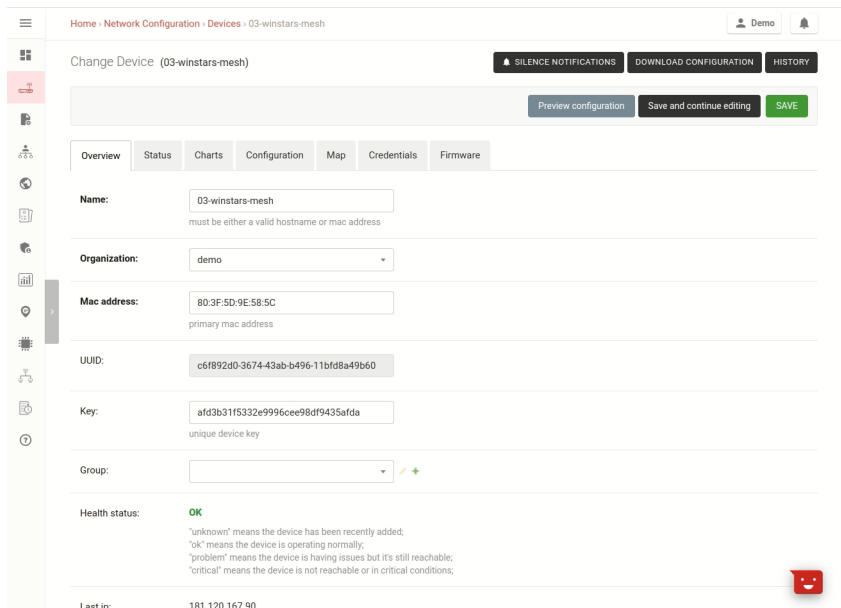 Home › Network Configuration › Devices › 03-winstars-mesh
Demo
Change Device (03-winstars-mesh)
SILENCE NOTIFICATIONS
DOWNLOAD CONFIGURATION
HISTORY
Preview configuration
Save and continue editing
SAVE
Overview
Status
Charts
Configuration
Map
Credentials
Firmware
Name:
03-winstars-mesh
must be either a valid hostname or mac address
Organization:
demo
Mac address:
80:3F:5D:9E:58:5C
primary mac address
UUID:
c6f892d0-3674-43ab-b496-11bfd8a49b60
Key:
afd3b31f5332e9996cee98df9435afda
unique device key
Group:
Health status:
OK
"unknown" means the device has been recently added;
"ok" means the device is operating normally;
"problem" means the device is having issues but it's still reachable;
"critical" means the device is not reachable or in critical conditions;
Last ip:
181.120.167.90